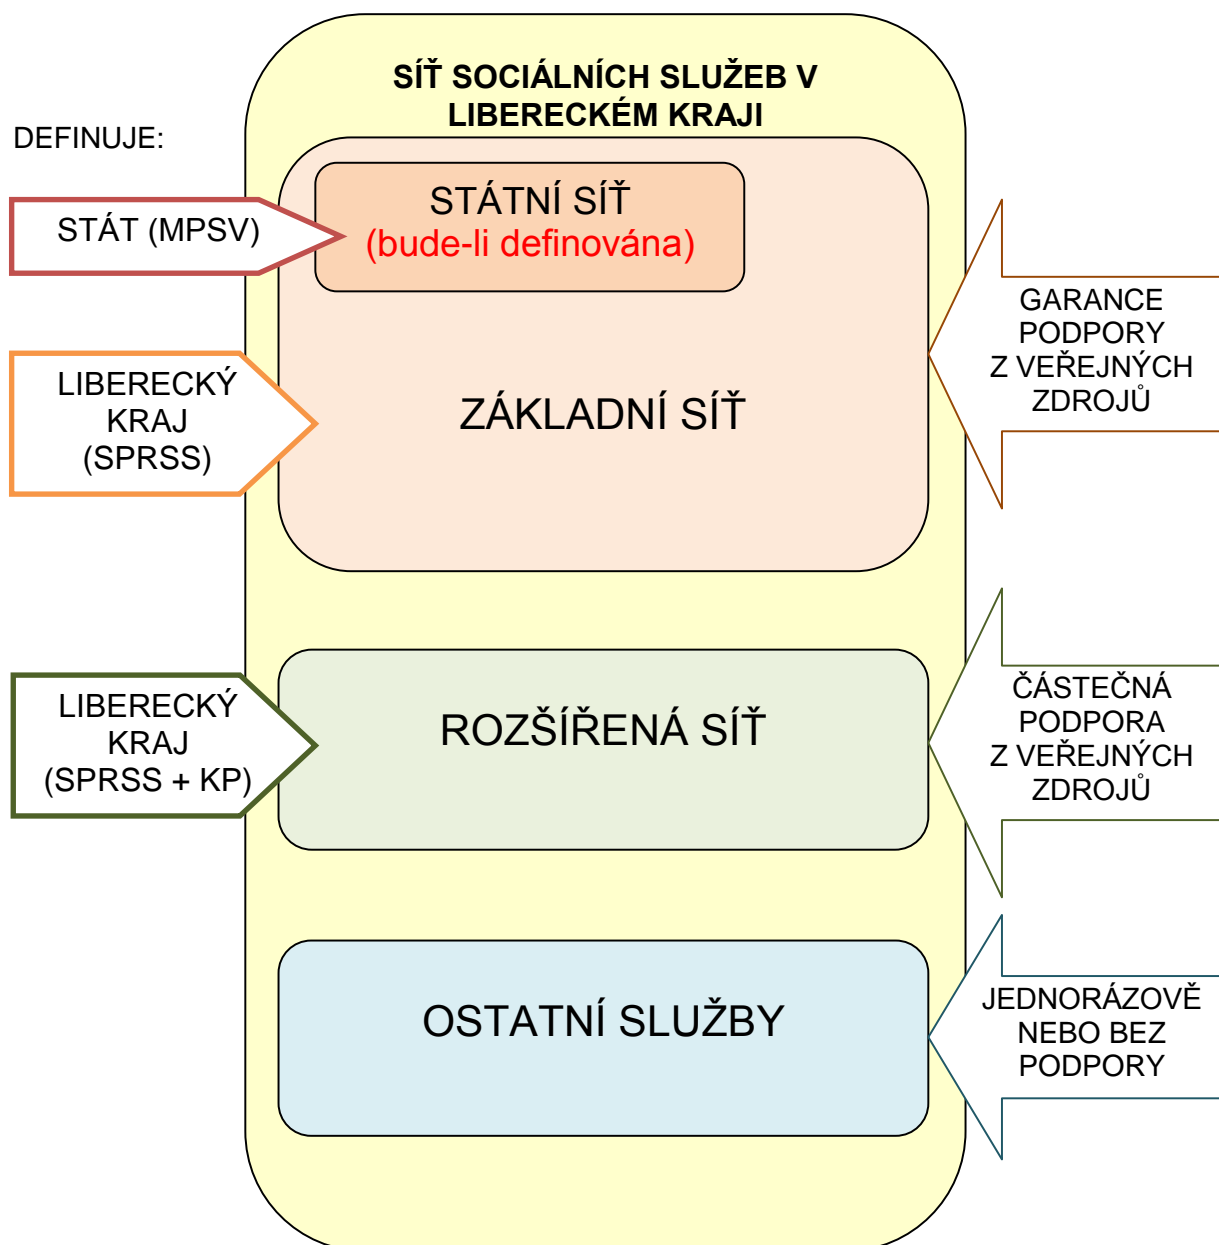 SÍŤ SOCIÁLNÍCH SLUŽEB V
LIBERECKÉM KRAJI
DEFINUJE:
STÁT (MPSV)
STÁTNÍ SÍŤ
(bude-li definována)
GARANCE
PODPORY
Z VEŘEJNÝCH
ZDROJŮ
LIBERECKÝ
KRAJ
(SPRSS)
ZÁKLADNÍ SÍŤ
LIBERECKÝ
KRAJ
(SPRSS + KP)
ROZŠÍŘENÁ SÍŤ
ČÁSTEČNÁ
PODPORA
Z VEŘEJNÝCH
ZDROJŮ
OSTATNÍ SLUŽBY
JEDNORÁZOVĚ
NEBO BEZ
PODPORY